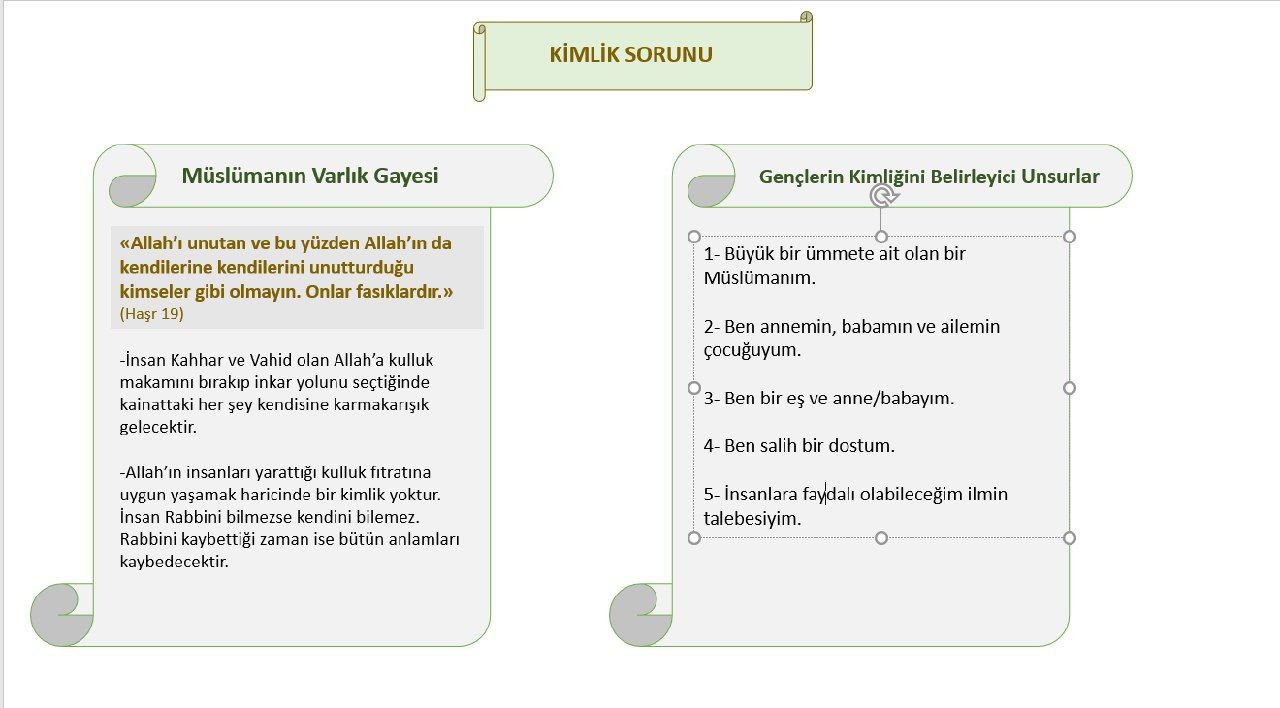 KİMLİK SORUNU
Müslümanın Varlık Gayesi
«Allah'ı unutan ve bu yüzden Allah'ın da
kendilerine kendilerini unutturduğu
kimseler gibi olmayın. Onlar fasıklardır.»
(Haşr 19)
-İnsan Kahhar ve Vahid olan Allah'a kulluk
makamını bırakıp inkar yolunu seçtiğinde
kainattaki her şey kendisine karmakarışık
gelecektir.
-Allah'ın insanları yarattığı kulluk fıtratına
uygun yaşamak haricinde bir kimlik yoktur.
İnsan Rabbini bilmezse kendini bilemez.
Rabbini kaybettiği zaman ise bütün anlamları
kaybedecektir.
Gençlerin Kimliğini Belirleyici Unsurlar
1- Büyük bir ümmete ait olan bir
Müslümanım.
2- Ben annemin, babamın ve ailemin
çocuğuyum.
3- Ben bir eş ve anne/babayım.
4- Ben salih bir dostum.
5- İnsanlara faydalı olabileceğim ilmin
talebesiyim.